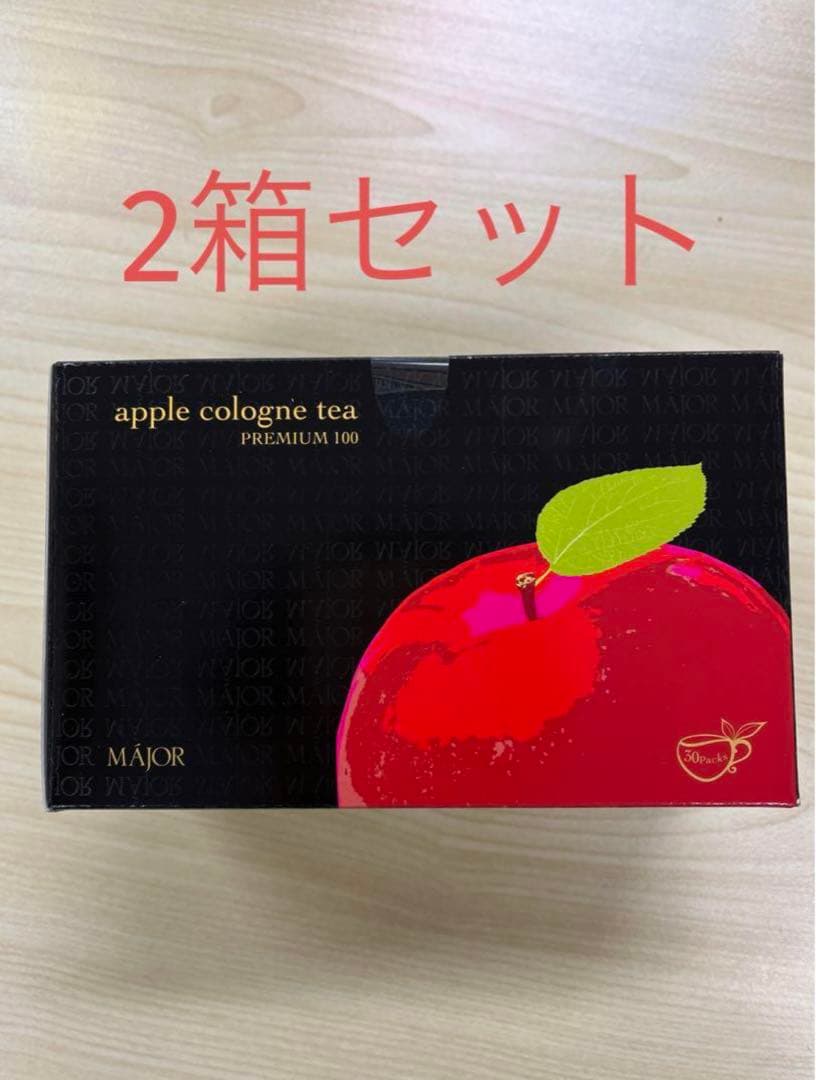 2箱セット
apple cologne tea
PREMIUM 100
MÁJOR
30Packs